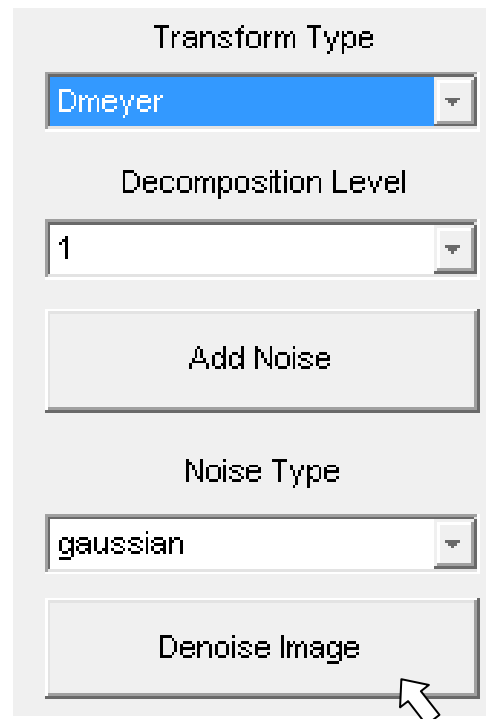 Transform Type
Dmeyer
Decomposition Level
1
Add Noise
Noise Type
gaussian
Denoise Image